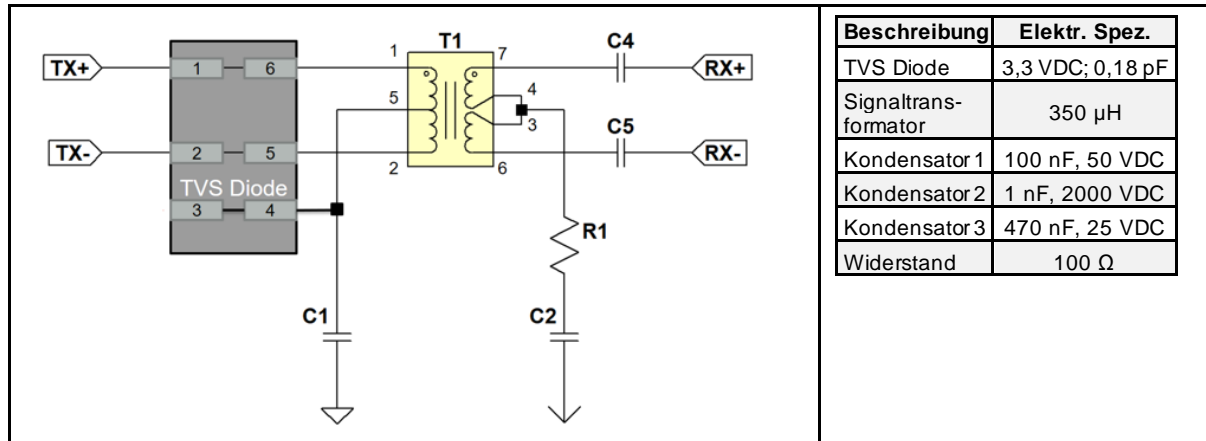 T1
C4
1
7
TX+
1
6
RX+
5
4
3
C5
TX-
2
5
RX-
2
6
TVS Diode
3
4
R1
C1
C2
Beschreibung Elektr. Spez.
TVS Diode 3,3 VDC; 0,18 pF
Signaltrans-
formator
350 µH
Kondensator 1 100 nF, 50 VDC
Kondensator 2 1 nF, 2000 VDC
Kondensator 3 470 nF, 25 VDC
Widerstand 100 Ω